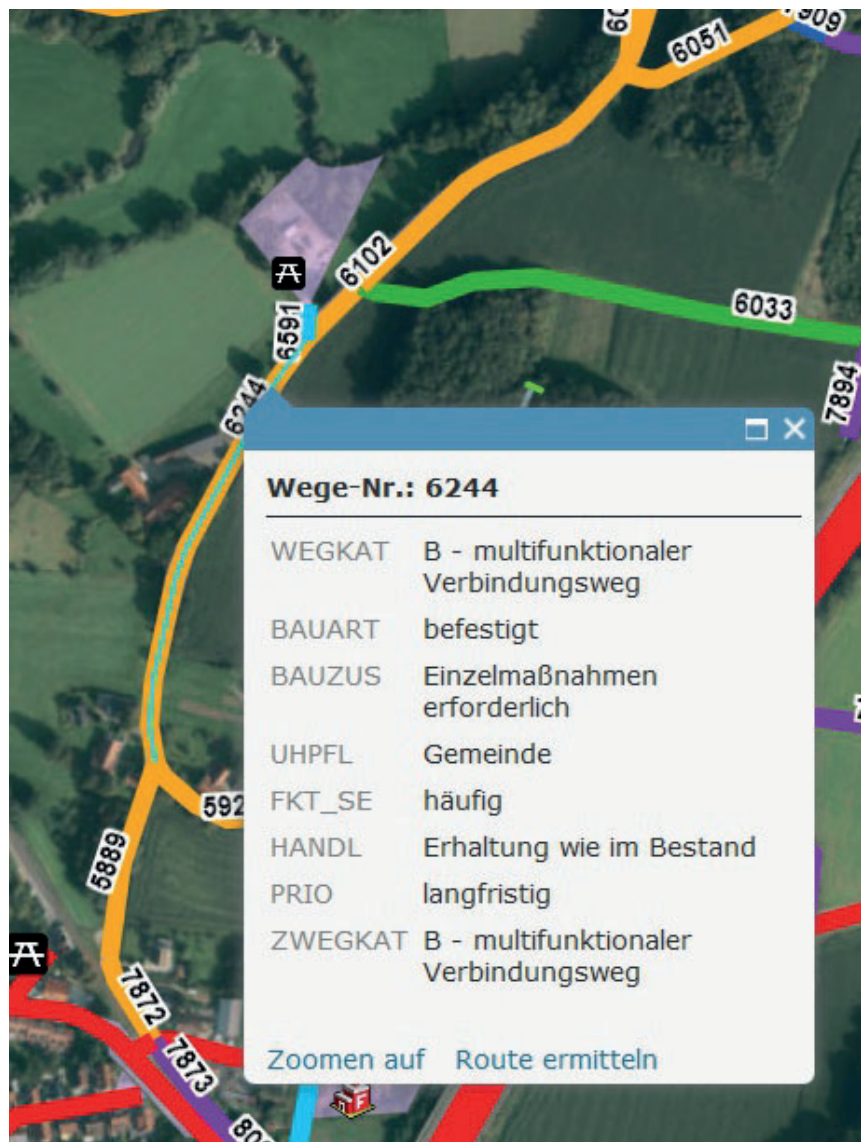 6051
7909
6102
6591
6033
7894
6244
Wege-Nr.: 6244
WEGKAT B - multifunktionaler
Verbindungsweg
BAUART befestigt
BAUZUS Einzelmaßnahmen
erforderlich
UHPFL Gemeinde
FKT_SE häufig
HANDL Erhaltung wie im Bestand
PRIO langfristig
ZWEGKAT B - multifunktionaler
Verbindungsweg
Zoomen auf Route ermitteln
592
5889
7872
7873
F